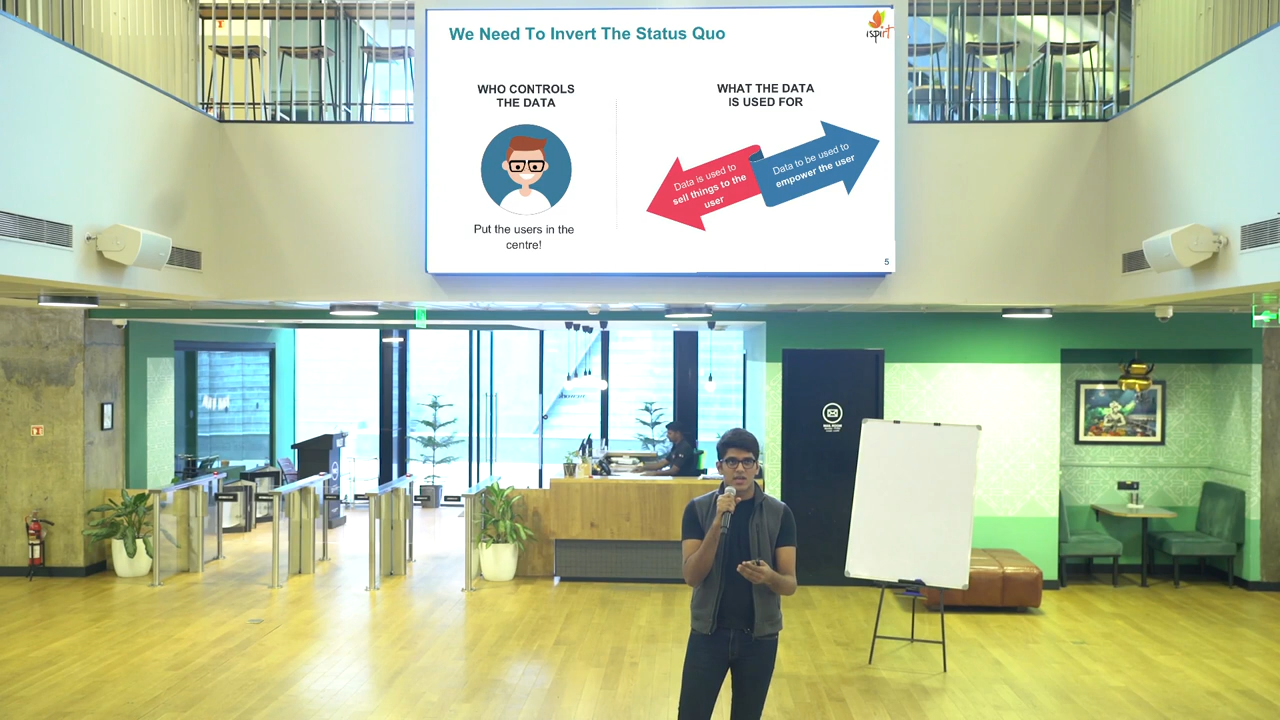 We Need To Invert The Status Quo
ispirt
WHO CONTROLS
THE DATA
Put the users in the
centre!
WHAT THE DATA
IS USED FOR
Data is used to
sell things to the
user
Data to be used to
empower the user
5